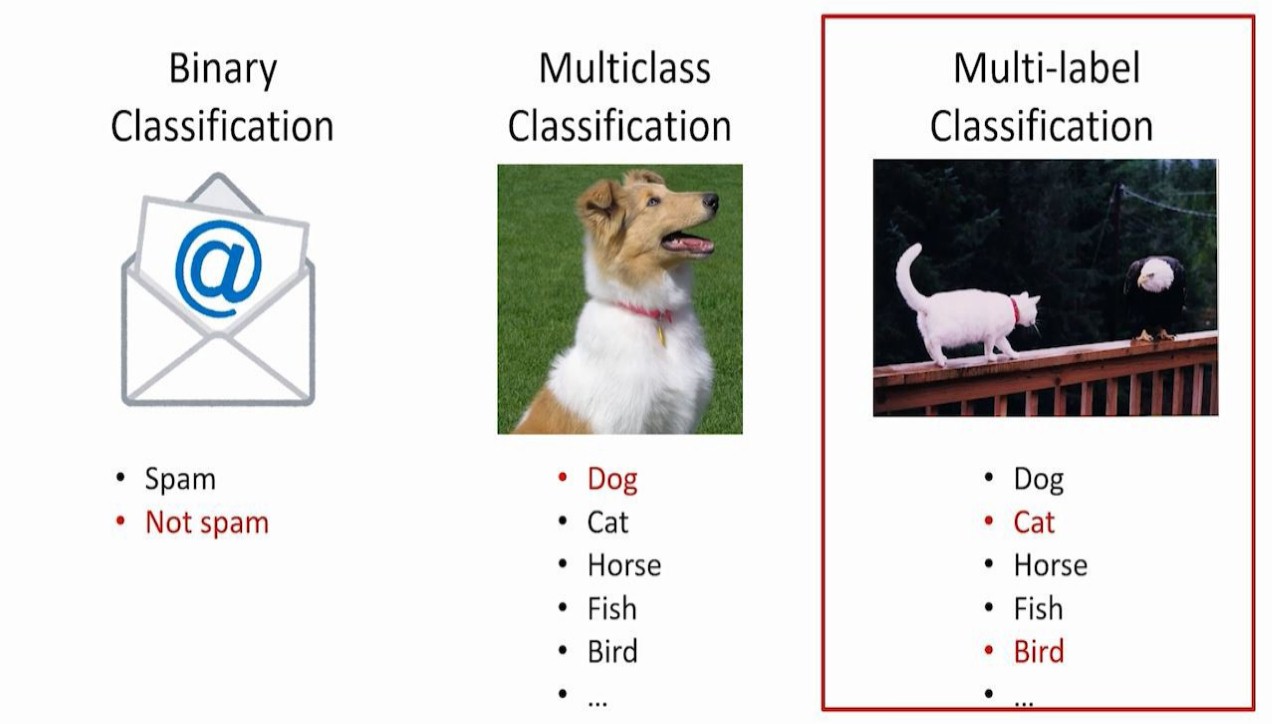 Binary
Classification
@
• Spam
• Not spam
Multiclass
Classification
• Dog
• Cat
• Horse
• Fish
• Bird
• ...
Multi-label
Classification
• Dog
• Cat
• Horse
• Fish
• Bird
• ...